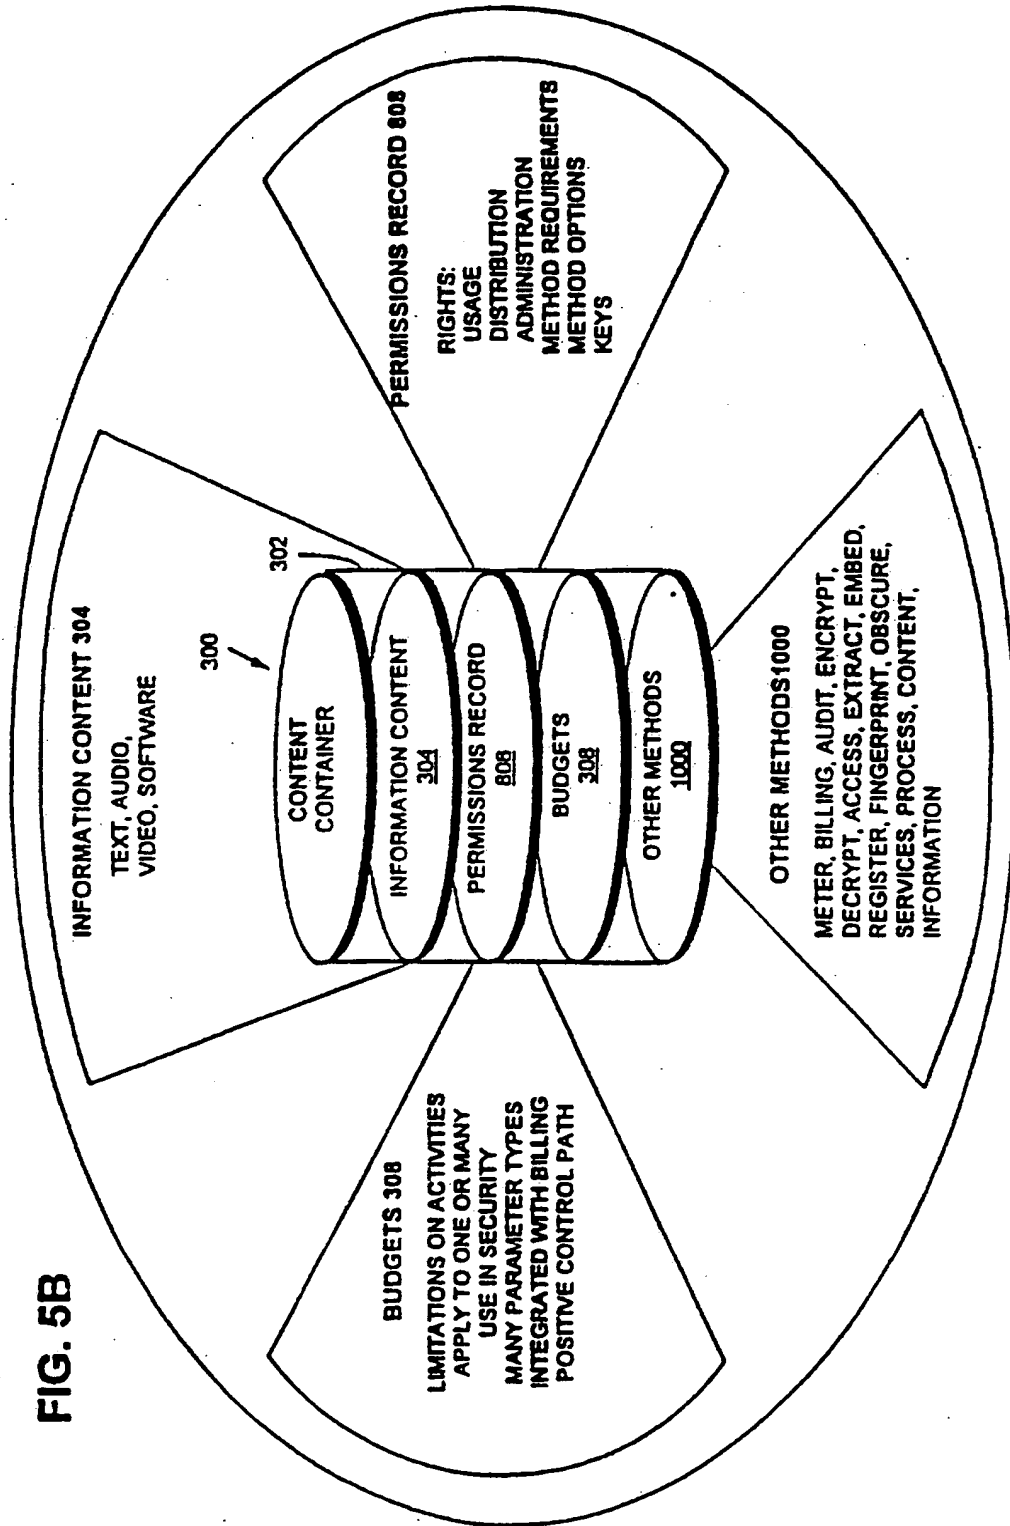 FIG. 5B
INFORMATION CONTENT 304
TEXT, AUDIO,
VIDEO, SOFTWARE
300
302
CONTENT
CONTAINER
INFORMATION CONTENT
304
PERMISSIONS RECORD
808
BUDGETS
308
OTHER METHODS
1000
BUDGETS 308
LIMITATIONS ON ACTIVITIES
APPLY TO ONE OR MANY
USE IN SECURITY
MANY PARAMETER TYPES
INTEGRATED WITH BILLING
POSITIVE CONTROL PATH
PERMISSIONS RECORD 808
RIGHTS:
USAGE
DISTRIBUTION
ADMINISTRATION
METHOD REQUIREMENTS
METHOD OPTIONS
KEYS
OTHER METHODS1000
METER, BILLING, AUDIT, ENCRYPT,
DECRYPT, ACCESS, EXTRACT, EMBED,
REGISTER, FINGERPRINT, OBSCURE,
SERVICES, PROCESS, CONTENT,
INFORMATION